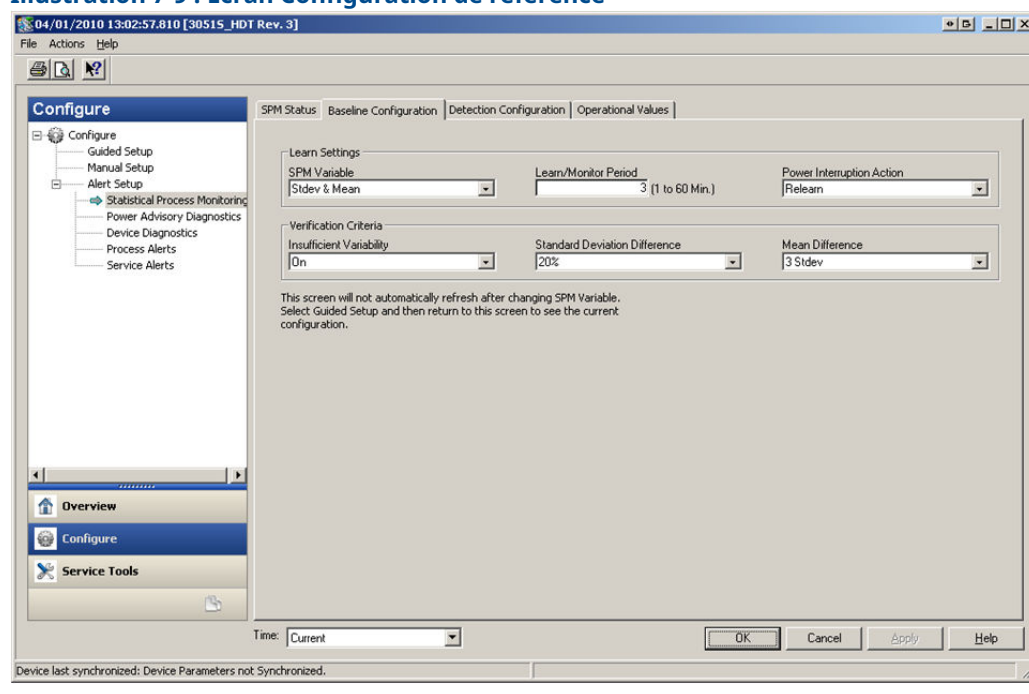 Illustration 7-9 : Écran Configuration de référence
04/01/2010 13:02:57.810 [3051S_HDT Rev. 3]
File Actions Help
Configure
Configure
Guided Setup
Manual Setup
Alert Setup
Statistical Process Monitoring
Power Advisory Diagnostics
Device Diagnostics
Process Alerts
Service Alerts
Overview
Configure
Service Tools
SPM Status Baseline Configuration Detection Configuration Operational Values
Learn Settings
SPM Variable Learn/Monitor Period Power Interruption Action
Stdev & Mean 3 (1 to 60 Min.) Relearn
Verification Criteria
Insufficient Variability Standard Deviation Difference Mean Difference
On 20% 3 Stdev
This screen will not automatically refresh after changing SPM Variable.
Select Guided Setup and then return to this screen to see the current
configuration.
Time: Current OK Cancel Apply Help
Device last synchronized: Device Parameters not Synchronized.